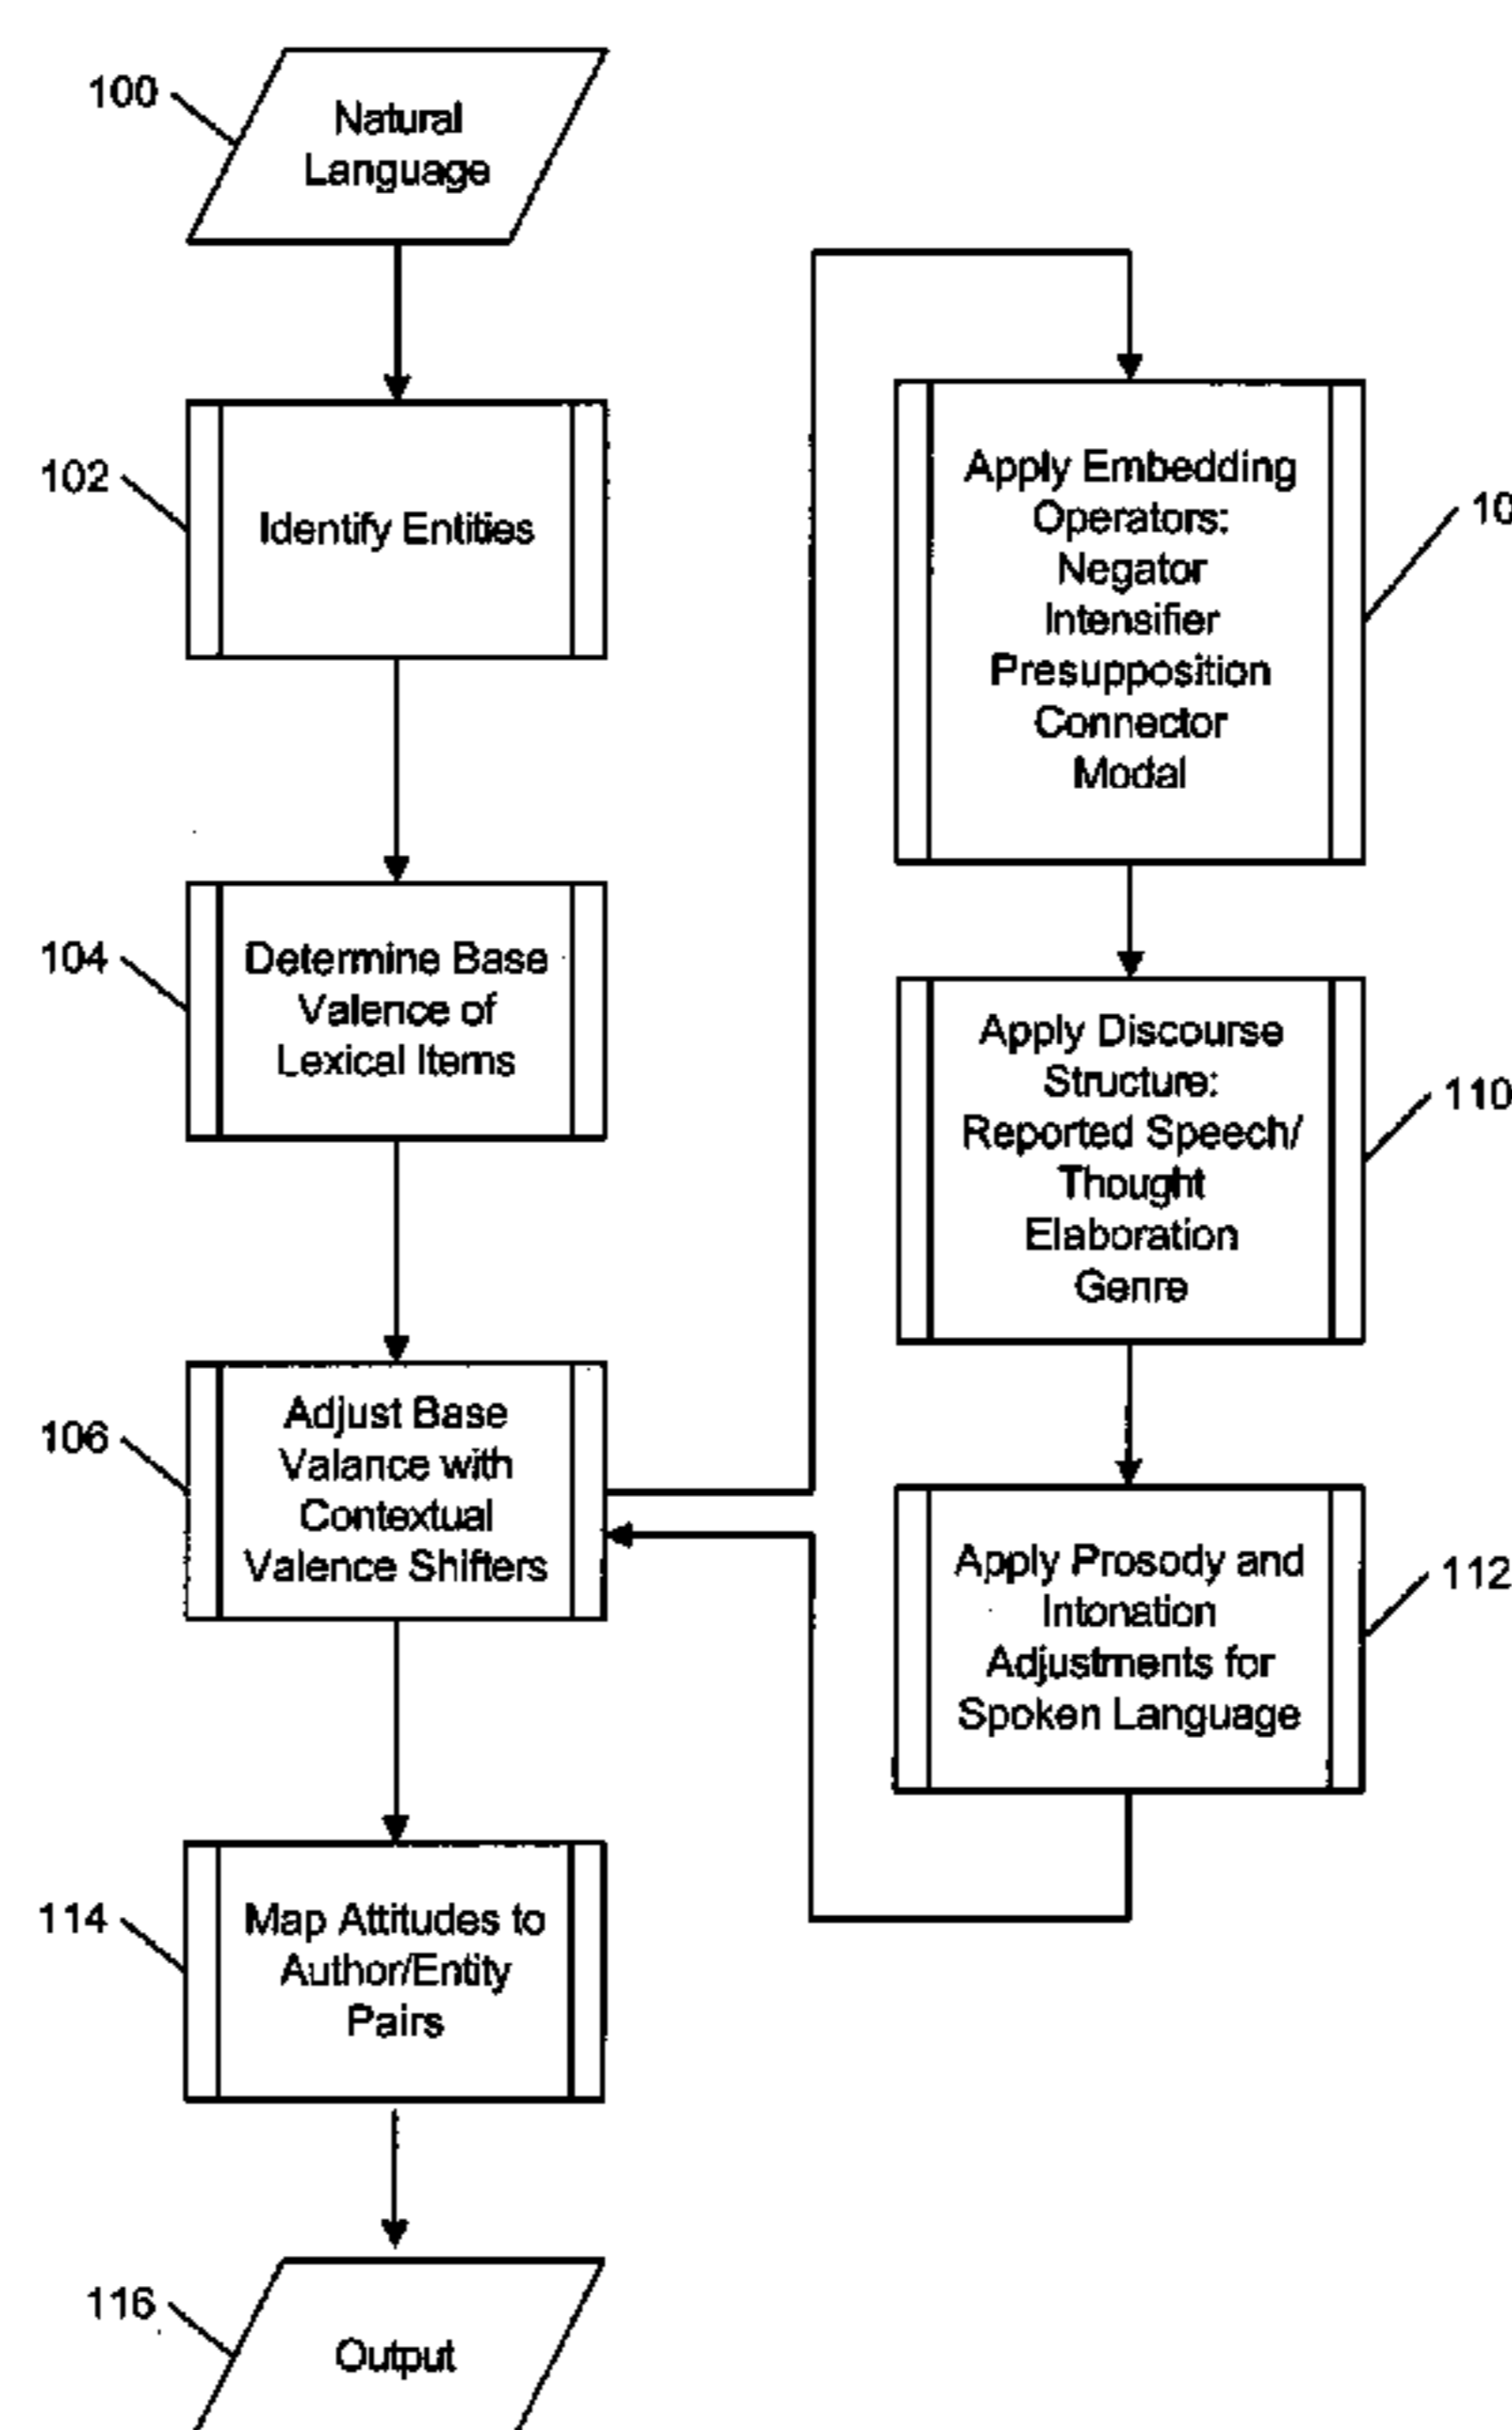 100
Natural
Language
102
Identify Entities
104
Determine Base
Valence of
Lexical Items
106
Adjust Base
Valance with
Contextual
Valence Shifters
114
Map Attitudes to
Author/Entity
Pairs
116
Output
Apply Embedding
Operators:
Negator
Intensifier
Presupposition
Connector
Modal
Apply Discourse
Structure:
Reported Speech/
Thought
Elaboration
Genre
110
Apply Prosody and
Intonation
Adjustments for
Spoken Language
112